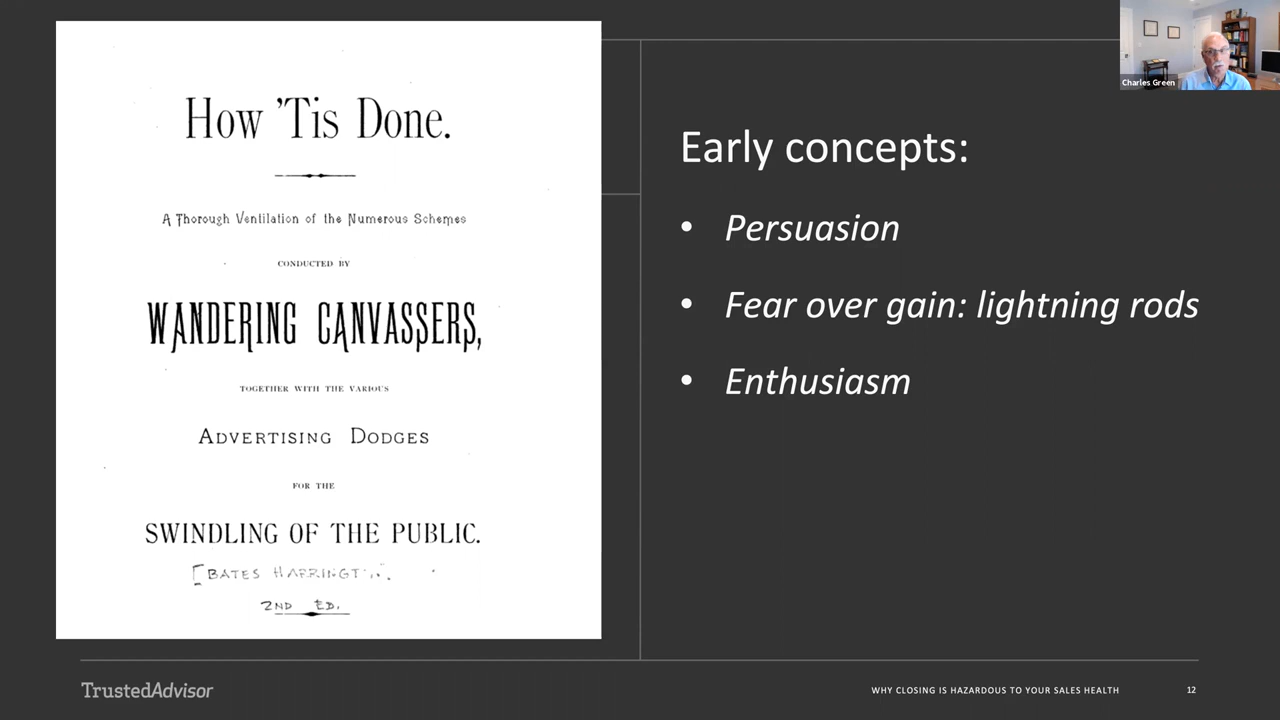 How 'Tis Done.
A Thorough Ventilation of the Numerous Schemes
CONDUCTED BY
WANDERING CANVASSERS,
TOGETHER WITH THE VARIOUS
ADVERTISING DODGES
FOR THE
SWINDLING OF THE PUBLIC.
[BATES
2ND ED.
Early concepts:
• Persuasion
• Fear over gain: lightning rods
• Enthusiasm
Charles Green
TrustedAdvisor
WHY CLOSING IS HAZARDOUS TO YOUR SALES HEALTH
12